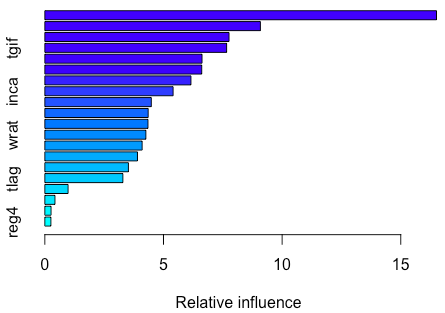 tgif
inca
wrat
tlag
reg4
0 5 10 15
Relative influence